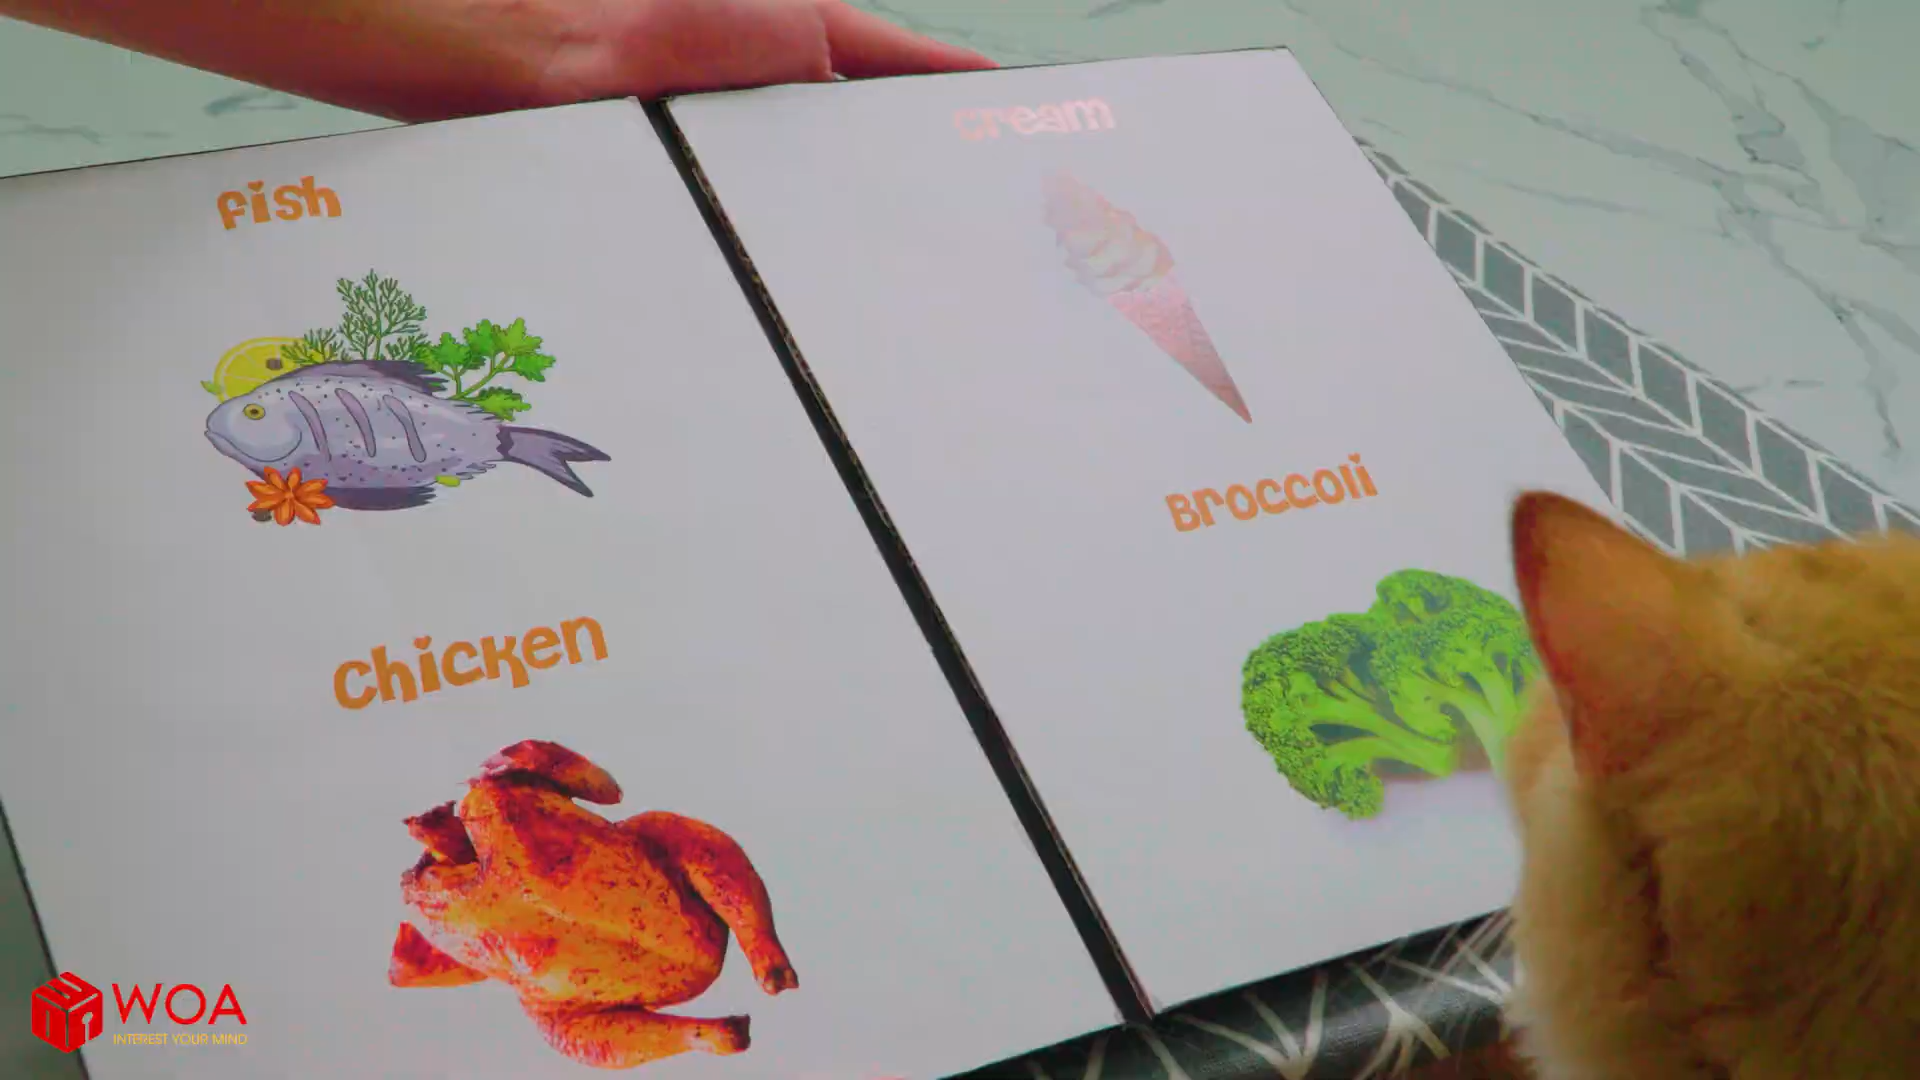 Fish
Chicken
cream
Broccoli
WOA
INTEREST YOUR MIND